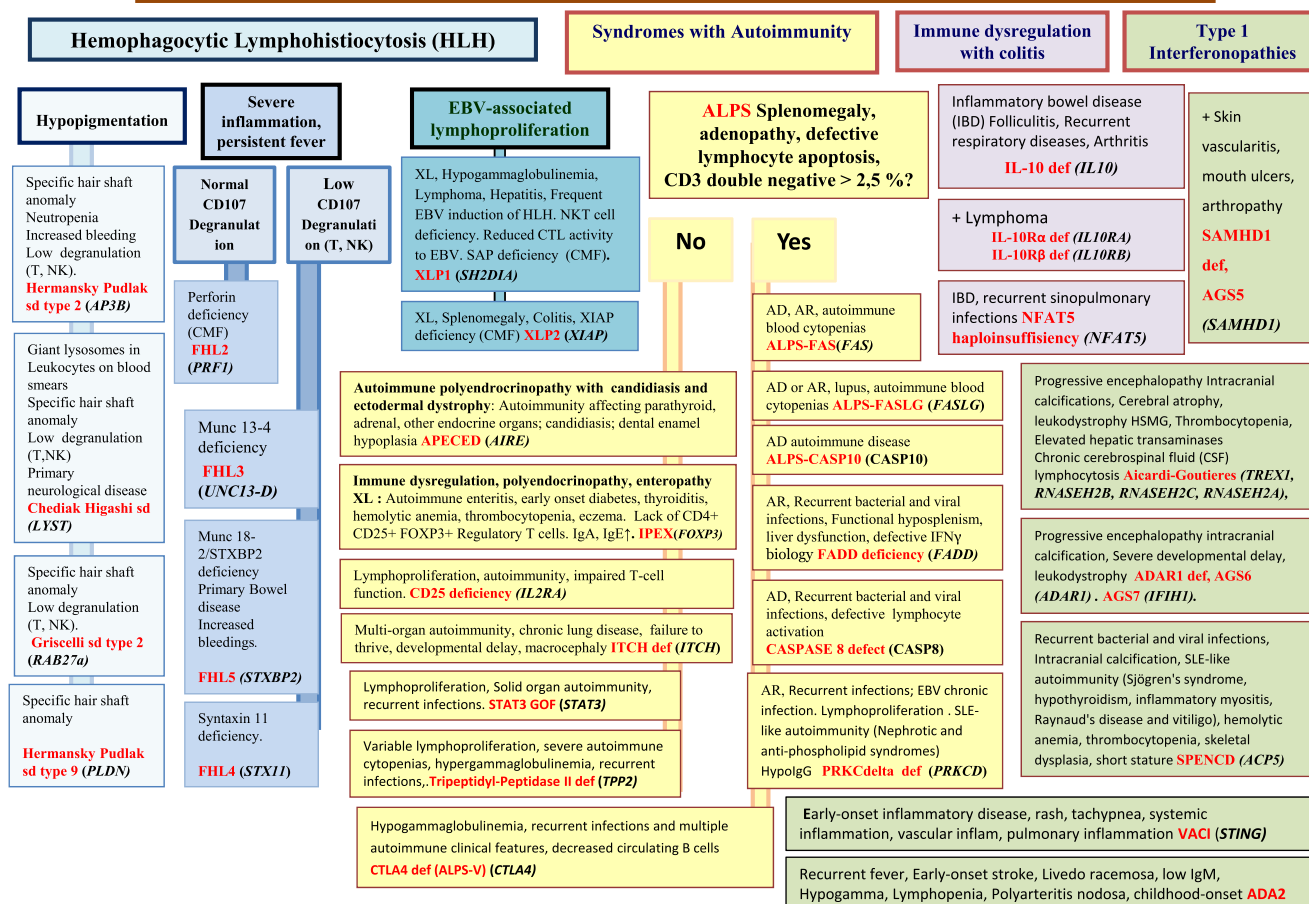 Hemophagocytic Lymphohistiocytosis (HLH)
Syndromes with Autoimmunity
Immune dysregulation
with colitis
Type 1
Interferonopathies
Hypopigmentation
Specific hair shaft
anomaly
Neutropenia
Increased bleeding
Low degranulation
(T, NK).
Hermansky Pudlak
sd type 2 (AP3B)
Giant lysosomes in
Leukocytes on blood
smears
Specific hair shaft
anomaly
Low degranulation
(T,NK)
Primary
neurological disease
Chediak Higashi sd
(LYST)
Specific hair shaft
anomaly
Low degranulation
(T, NK).
Griscelli sd type 2
(RAB27a)
Specific hair shaft
anomaly
Hermansky Pudlak
sd type 9 (PLDN)
Severe
inflammation,
persistent fever
Normal
CD107
Degranulat
ion
Low
CD107
Degranulati
on (T, NK)
Perforin
deficiency
(CMF)
FHL2
(PRF1)
Munc 13-4
deficiency
FHL3
(UNC13-D)
Munc 18-
2/STXBP2
deficiency
Primary Bowel
disease
Increased
bleedings.
FHL5 (STXBP2)
Syntaxin 11
deficiency.
FHL4 (STX11)
EBV-associated
lymphoproliferation
XL, Hypogammaglobulinemia,
Lymphoma, Hepatitis, Frequent
EBV induction of HLH. NKT cell
deficiency. Reduced CTL activity
to EBV. SAP deficiency (CMF).
XLP1 (SH2DIA)
XL, Splenomegaly, Colitis, XIAP
deficiency (CMF) XLP2 (XIAP)
ALPS Splenomegaly,
adenopathy, defective
lymphocyte apoptosis,
CD3 double negative > 2,5 %?
No
Yes
Autoimmune polyendocrinopathy with candidiasis and
ectodermal dystrophy: Autoimmunity affecting parathyroid,
adrenal, other endocrine organs; candidiasis; dental enamel
hypoplasia APECED (AIRE)
Immune dysregulation, polyendocrinopathy, enteropathy
XL : Autoimmune enteritis, early onset diabetes, thyroiditis,
hemolytic anemia, thrombocytopenia, eczema. Lack of CD4+
CD25+ FOXP3+ Regulatory T cells. IgA, IgE↑. IPEX(FOXP3)
Lymphoproliferation, autoimmunity, impaired T-cell
function. CD25 deficiency (IL2RA)
Multi-organ autoimmunity, chronic lung disease, failure to
thrive, developmental delay, macrocephaly ITCH def (ITCH)
Lymphoproliferation, Solid organ autoimmunity,
recurrent infections. STAT3 GOF (STAT3)
Variable lymphoproliferation, severe autoimmune
cytopenias, hypergammaglobulinemia, recurrent
infections,.Tripeptidyl-Peptidase II def (TPP2)
Hypogammaglobulinemia, recurrent infections and multiple
autoimmune clinical features, decreased circulating B cells
CTLA4 def (ALPS-V) (CTLA4)
AD, AR, autoimmune
blood cytopenias
ALPS-FAS(FAS)
AD or AR, lupus, autoimmune blood
cytopenias ALPS-FASLG (FASLG)
AD autoimmune disease
ALPS-CASP10 (CASP10)
AR, Recurrent bacterial and viral
infections, Functional hyposplenism,
liver dysfunction, defective IFNγ
biology FADD deficiency (FADD)
AD, Recurrent bacterial and viral
infections, defective lymphocyte
activation
CASPASE 8 defect (CASP8)
AR, Recurrent infections; EBV chronic
infection. Lymphoproliferation . SLE-
like autoimmunity (Nephrotic and
and anti-phospholipid syndromes)
HypoIgG PRKCdelta def (PRKCD)
Inflammatory bowel disease
(IBD) Folliculitis, Recurrent
respiratory diseases, Arthritis
IL-10 def (IL10)
+ Lymphoma
IL-10Rα def (IL10RA)
IL-10Rβ def (IL10RB)
IBD, recurrent sinopulmonary
infections NFAT5
haploinsuffisiency (NFAT5)
+ Skin
vascularitis,
mouth ulcers,
arthropathy
SAMHD1
def,
AGS5
(SAMHD1)
Progressive encephalopathy Intracranial
calcifications, Cerebral atrophy,
leukodystrophy HSMG, Thrombocytopenia,
Elevated hepatic transaminases
Chronic cerebrospinal fluid (CSF)
lymphocytosis Aicardi-Goutieres (TREX1,
RNASEH2B, RNASEH2C, RNASEH2A),
Progressive encephalopathy intracranial
calcification, Severe developmental delay,
leukodystrophy ADAR1 def, AGS6
(ADAR1) . AGS7 (IFIH1).
Recurrent bacterial and viral infections,
Intracranial calcification, SLE-like
autoimmunity (Sjögren's syndrome,
hypothyroidism, inflammatory myositis,
Raynaud's disease and vitiligo), hemolytic
anemia, thrombocytopenia, skeletal
dysplasia, short stature SPENCD (ACP5)
Early-onset inflammatory disease, rash, tachypnea, systemic
inflammation, vascular inflam, pulmonary inflammation VACI (STING)
Recurrent fever, Early-onset stroke, Livedo racemosa, low IgM,
Hypogamma, Lymphopenia, Polyarteritis nodosa, childhood-onset ADA2